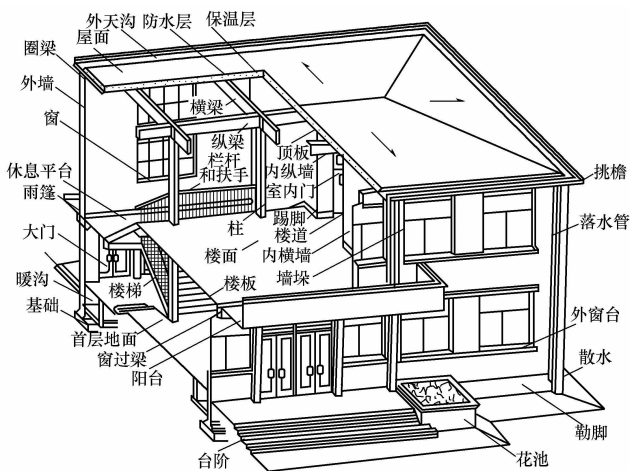 外天沟
防水层
保温层
屋面
圈梁
外墙
窗
横梁
纵梁
栏杆
和扶手
顶板
内纵墙
室内门
休息平台
雨篷
大门
柱
踢脚
楼道
楼面
内横墙
墙垛
挑檐
落水管
暖沟
基础
楼梯
楼板
首层地面
窗过梁
阳台
外窗台
散水
勒脚
花池
台阶